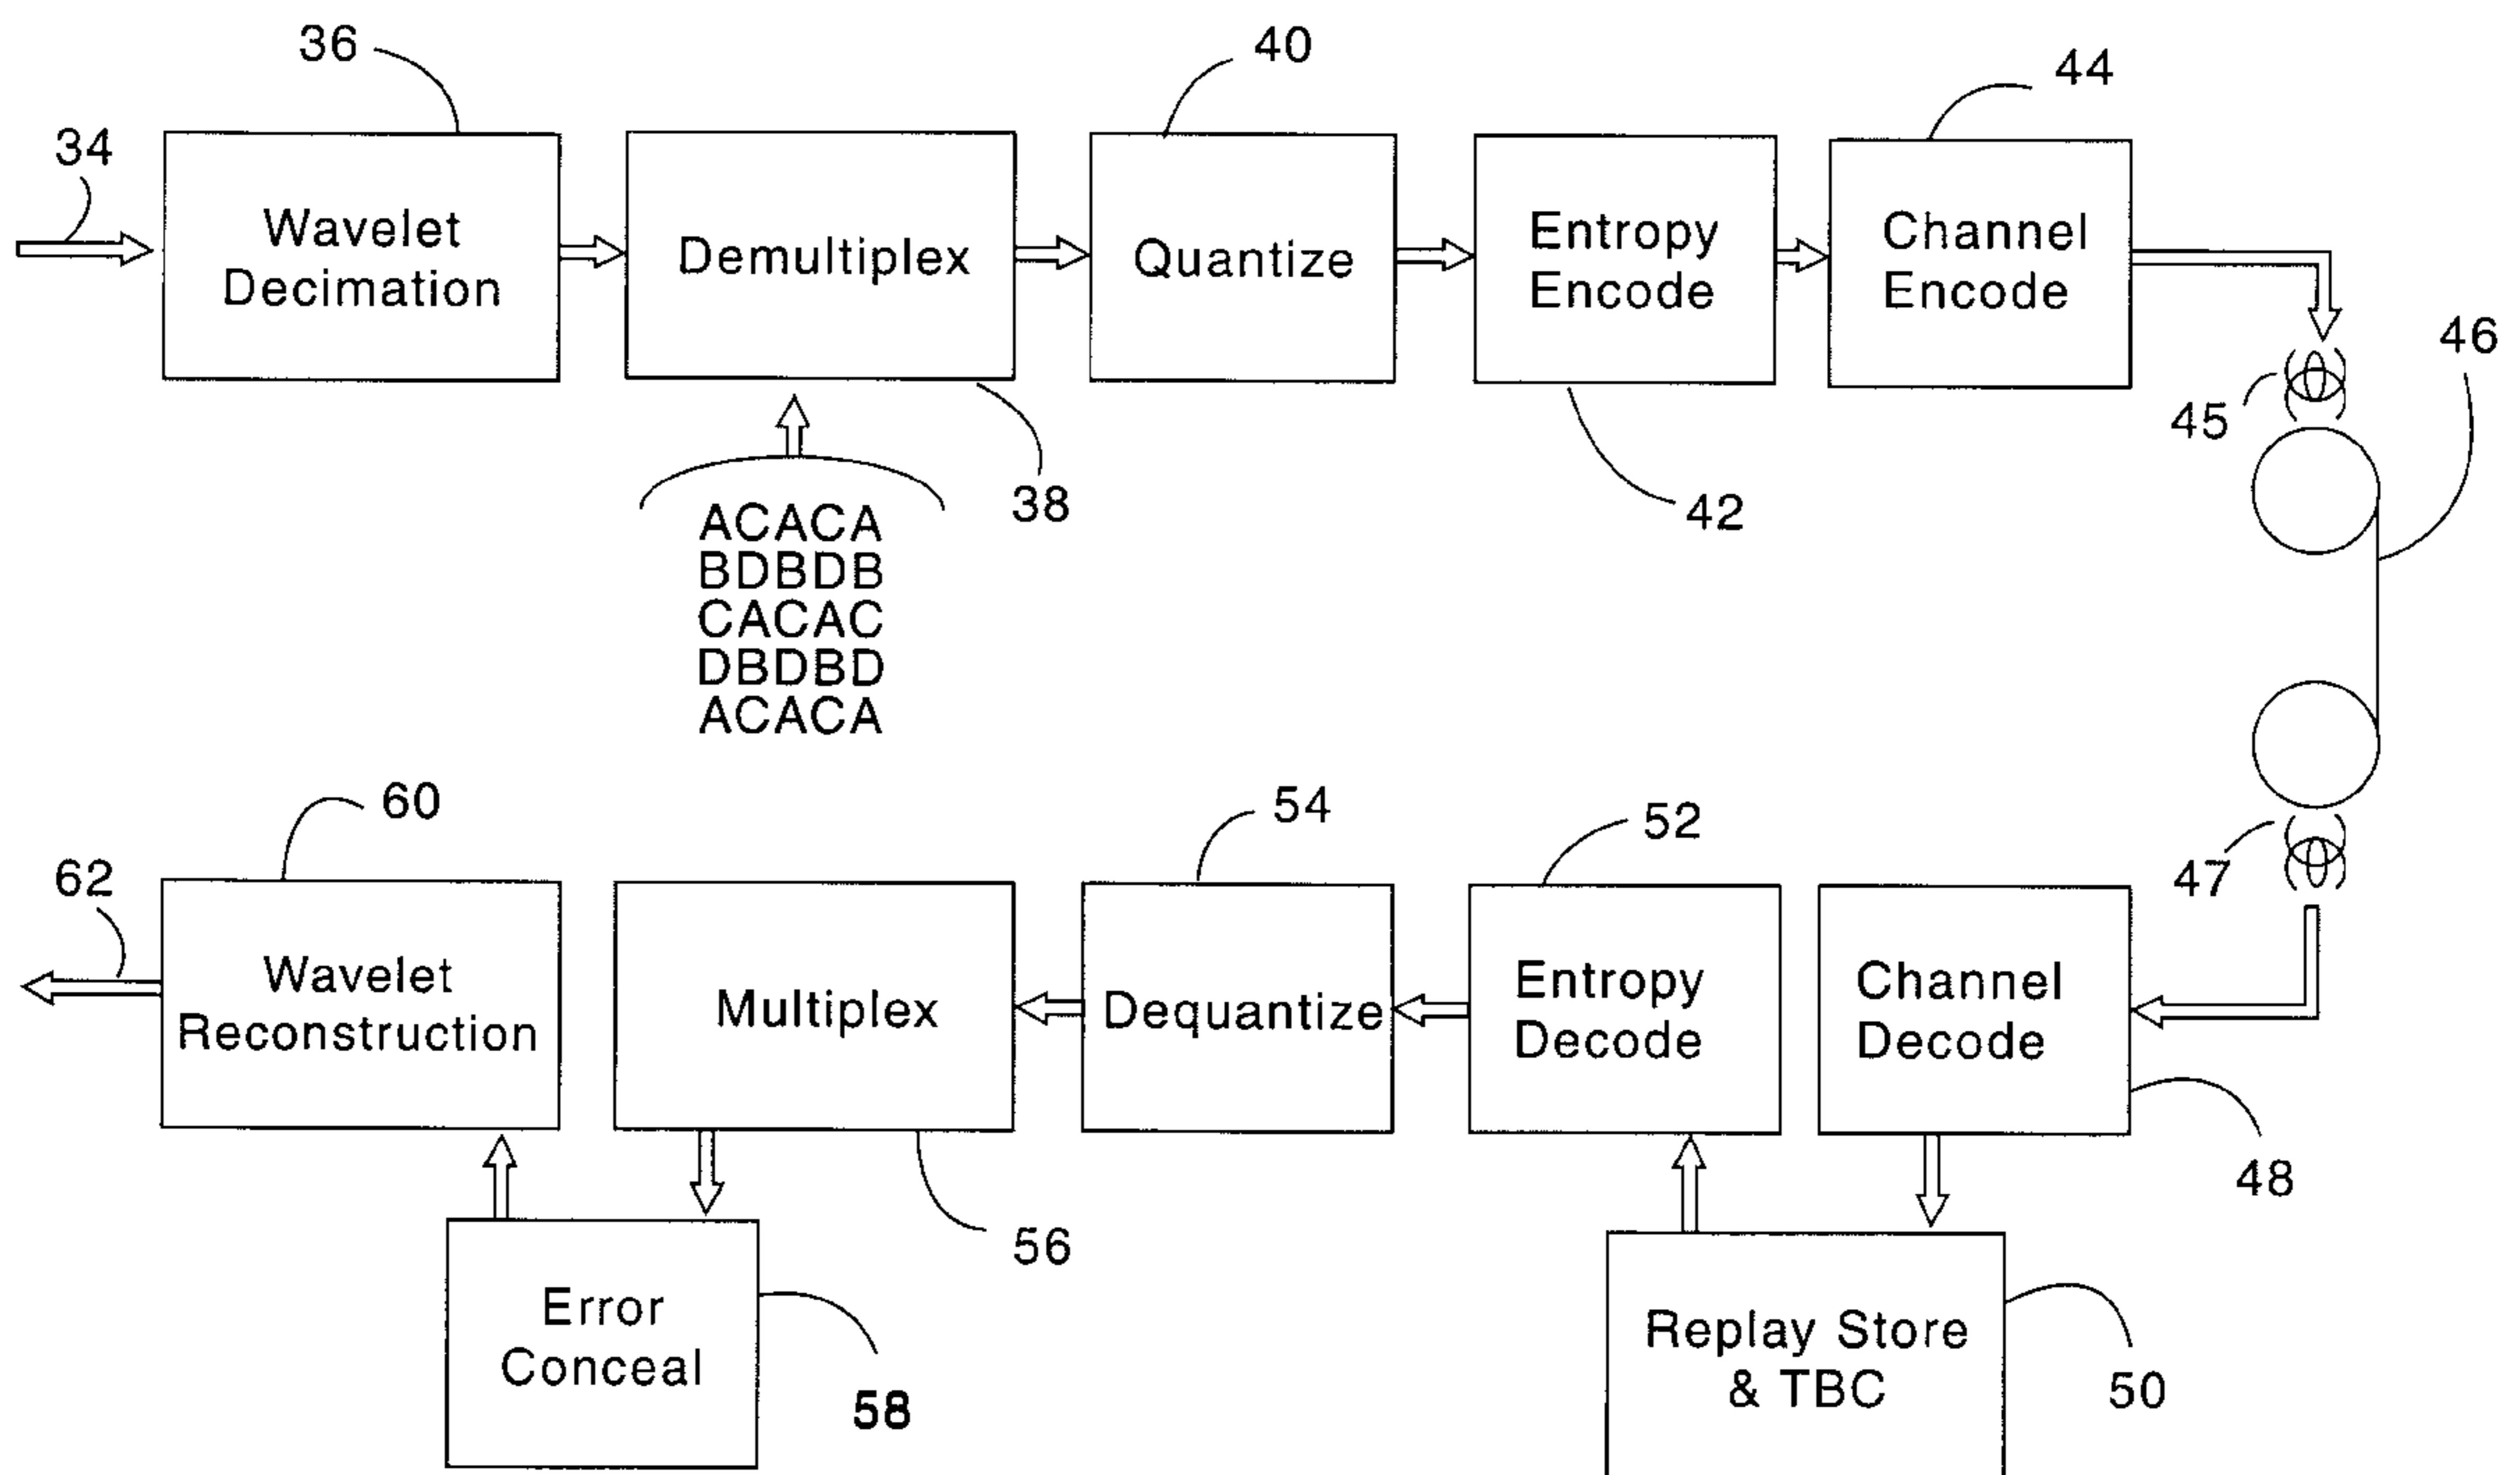 36
40
44
34
Wavelet
Decimation
Demultiplex
Quantize
Entropy
Encode
Channel
Encode
46
45
38
42
ACACA
BDBDB
CACAC
DBDBD
ACACA
60
54
52
62
47
Wavelet
Reconstruction
Multiplex
Dequantize
Entropy
Decode
Channel
Decode
48
56
Error
Conceal
58
Replay Store
& TBC
50